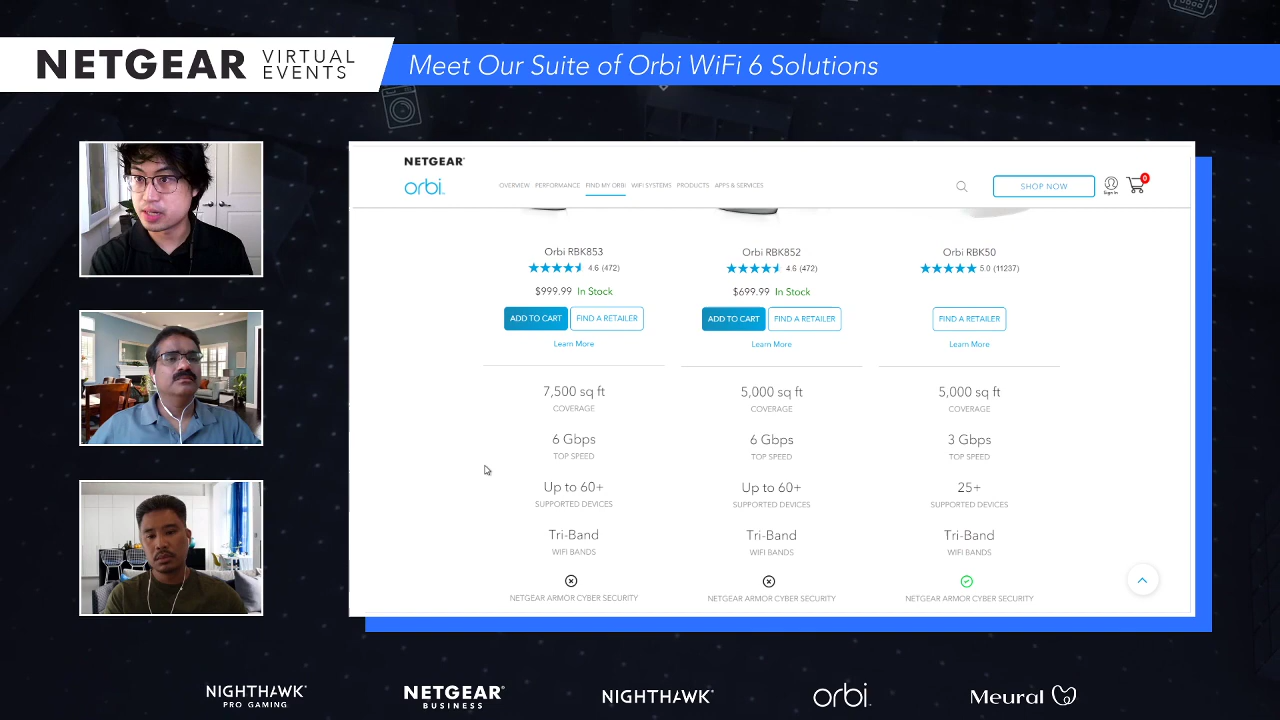 NETGEAR VIRTUAL EVENTS
Meet Our Suite of Orbi WiFi 6 Solutions
NETGEAR
orbi
OVERVIEW PERFORMANCE FIND MY ORBI WIFI SYSTEMS PRODUCTS APPS & SERVICES
SHOP NOW
Sign In
0
Orbi RBK853
4.6 (472)
$999.99 In Stock
ADD TO CART FIND A RETAILER
Learn More
7,500 sq ft
COVERAGE
6 Gbps
TOP SPEED
Up to 60+
SUPPORTED DEVICES
Tri-Band
WIFI BANDS
NETGEAR ARMOR CYBER SECURITY
Orbi RBK852
4.6 (472)
$699.99 In Stock
ADD TO CART FIND A RETAILER
Learn More
5,000 sq ft
COVERAGE
6 Gbps
TOP SPEED
Up to 60+
SUPPORTED DEVICES
Tri-Band
WIFI BANDS
NETGEAR ARMOR CYBER SECURITY
Orbi RBK50
5.0 (11237)
FIND A RETAILER
Learn More
5,000 sq ft
COVERAGE
3 Gbps
TOP SPEED
25+
SUPPORTED DEVICES
Tri-Band
WIFI BANDS
NETGEAR ARMOR CYBER SECURITY
NIGHTHAWK PRO GAMING
NETGEAR BUSINESS
NIGHTHAWK
orbi
Meural